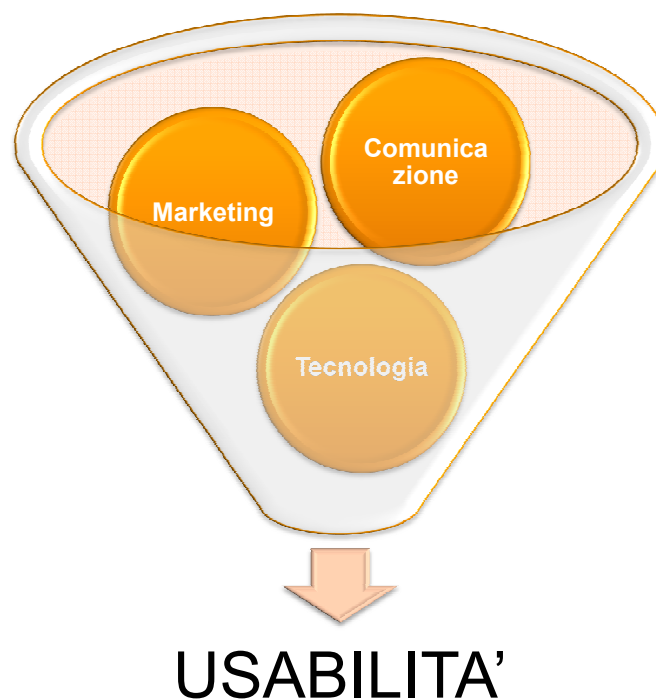 Comunica
zione
Marketing
Tecnologia
USABILITA’